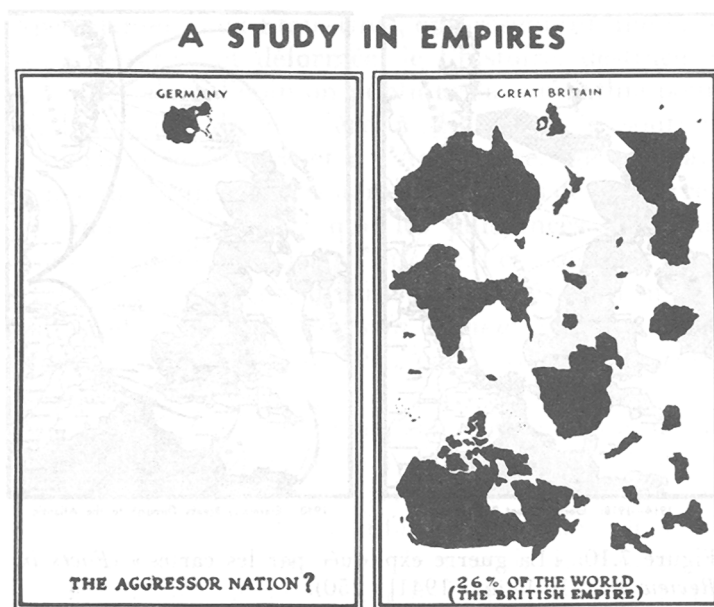 A STUDY IN EMPIRES
GERMANY
GREAT BRITAIN
THE AGGRESSOR NATION?
26% OF THE WORLD
(THE BRITISH EMPIRE)